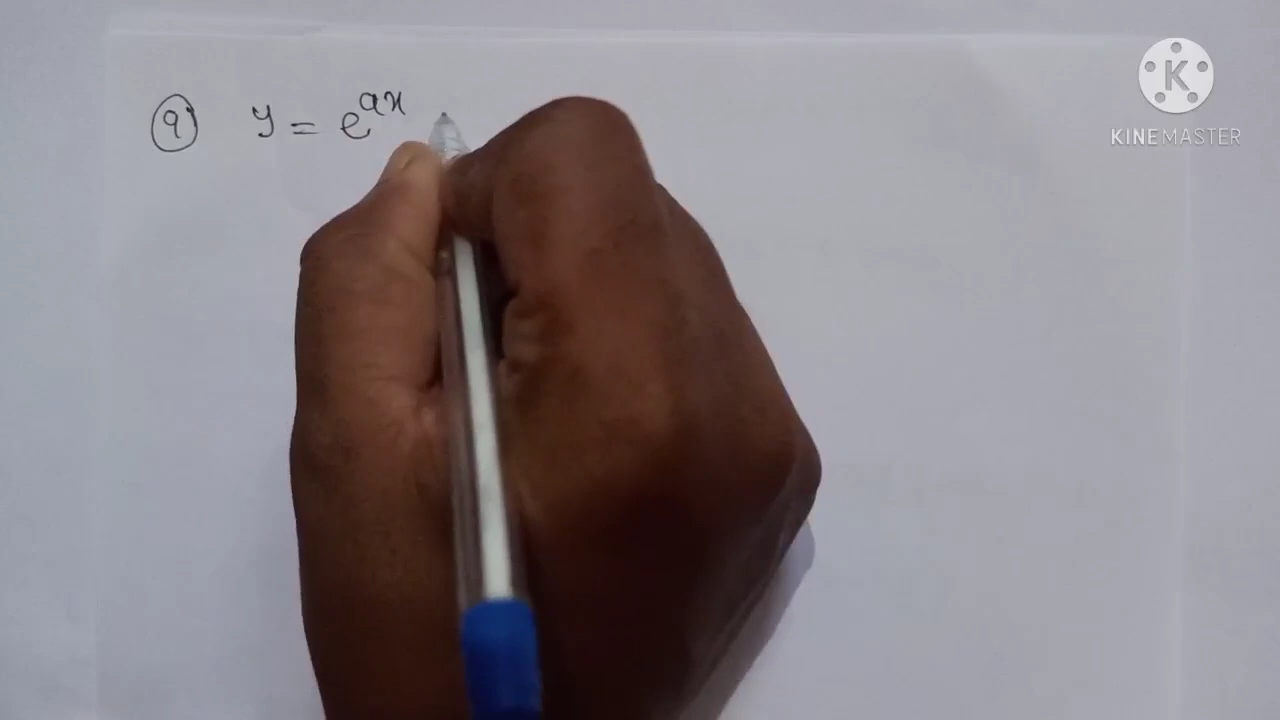 (9) y = e^{ax}
KINEMASTER